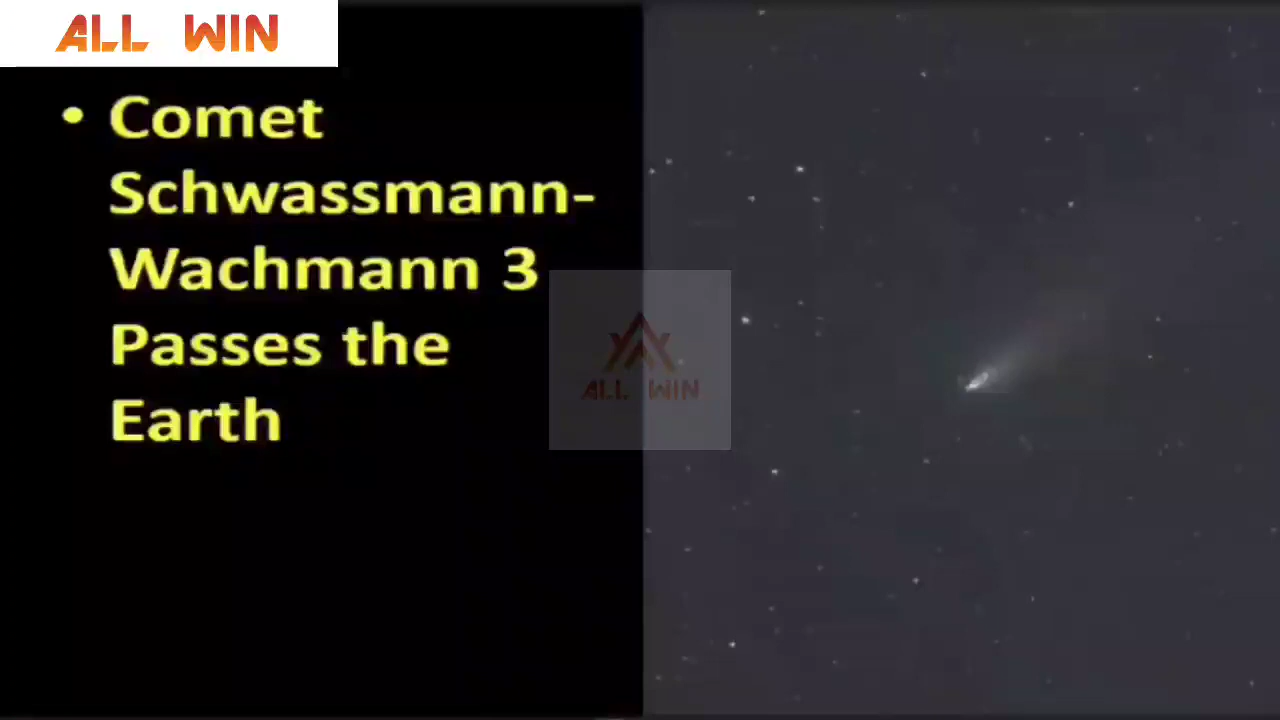 ALL WIN
• Comet
Schwassmann-
Wachmann 3
Passes the
Earth
ALL WIN